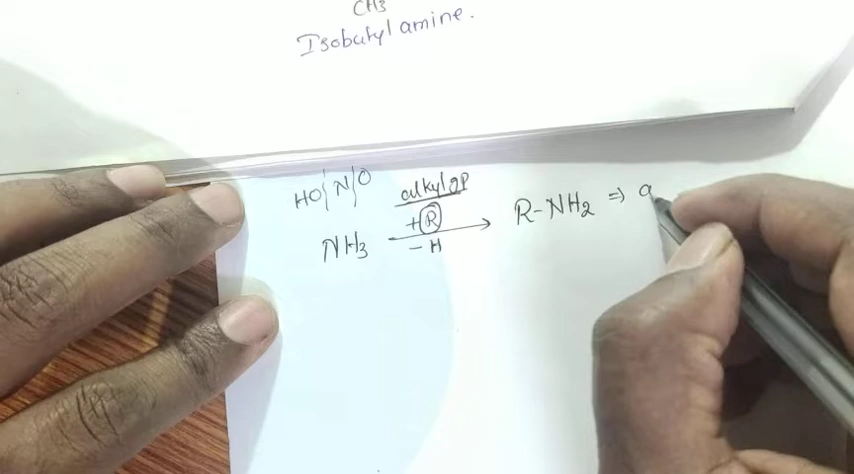 CH3
Isobutyl amine.
HO|N|O
alkyl gp
+R
NH3 → R-NH2 ⇒ a
- H